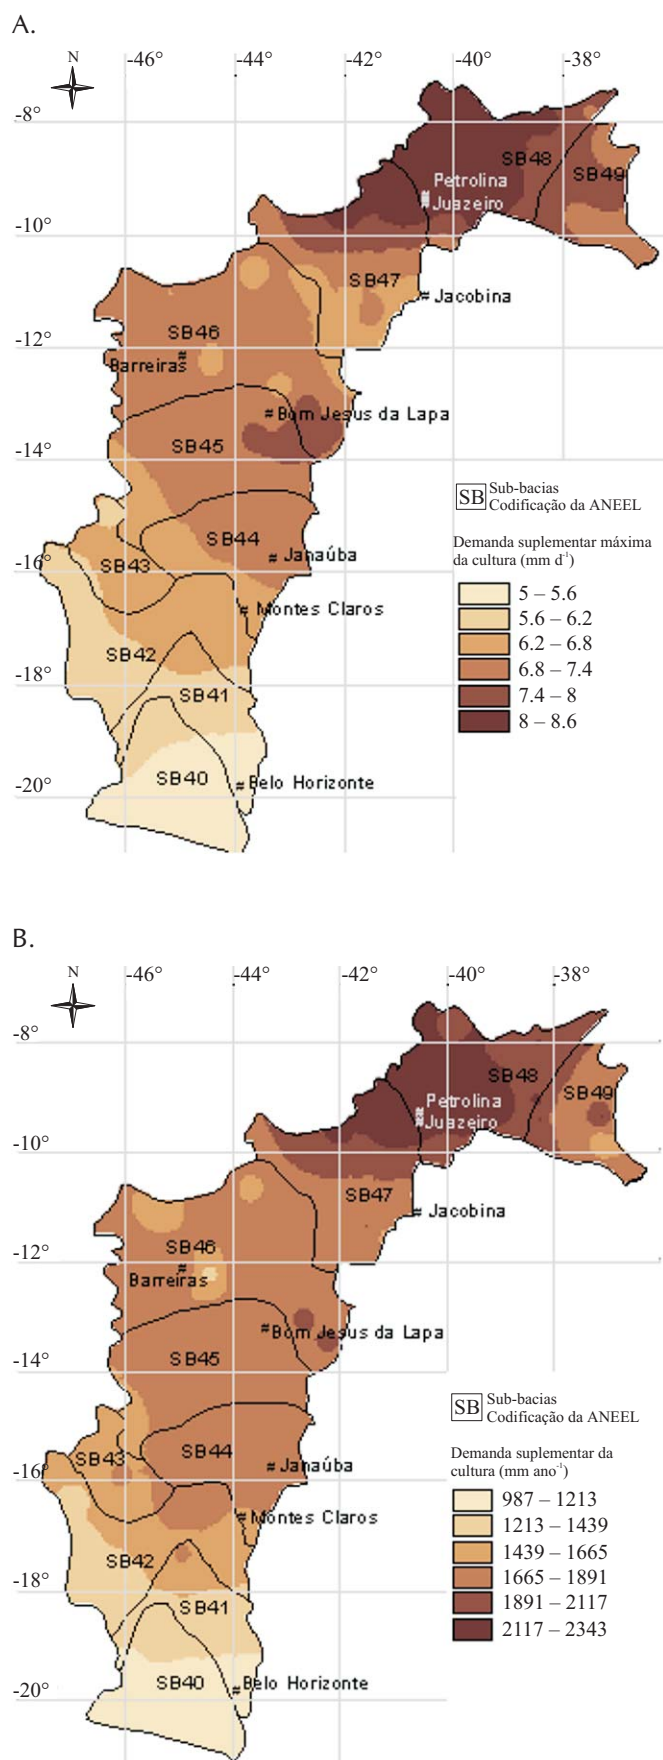 A.
N
-46°
-44°
-42°
-40°
-38°
-8°
SB48
SB49
Petrolina
Juazeiro
-10°
SB47
Jacobina
SB46
-12°
Barreiras
Bom Jesus da Lapa
SB45
-14°
SB Sub-bacias
Codificação da ANEEL
SB44
Demanda suplementar máxima
da cultura (mm d-1)
Janaúba
SB43
-16°
5 – 5.6
Montes Claros
5.6 – 6.2
6.2 – 6.8
SB42
6.8 – 7.4
-18°
SB41
7.4 – 8
8 – 8.6
SB40
Belo Horizonte
-20°
B.
N
-46°
-44°
-42°
-40°
-38°
-8°
SB48
SB49
Petrolina
Juazeiro
-10°
SB47
Jacobina
SB46
-12°
Barreiras
Bom Jesus da Lapa
SB45
-14°
SB Sub-bacias
Codificação da ANEEL
SB44
Demanda suplementar da
cultura (mm ano-1)
SB43
Janaúba
-16°
987 – 1213
Montes Claros
1213 – 1439
1439 – 1665
SB42
1665 – 1891
-18°
SB41
1891 – 2117
2117 – 2343
SB40
Belo Horizonte
-20°